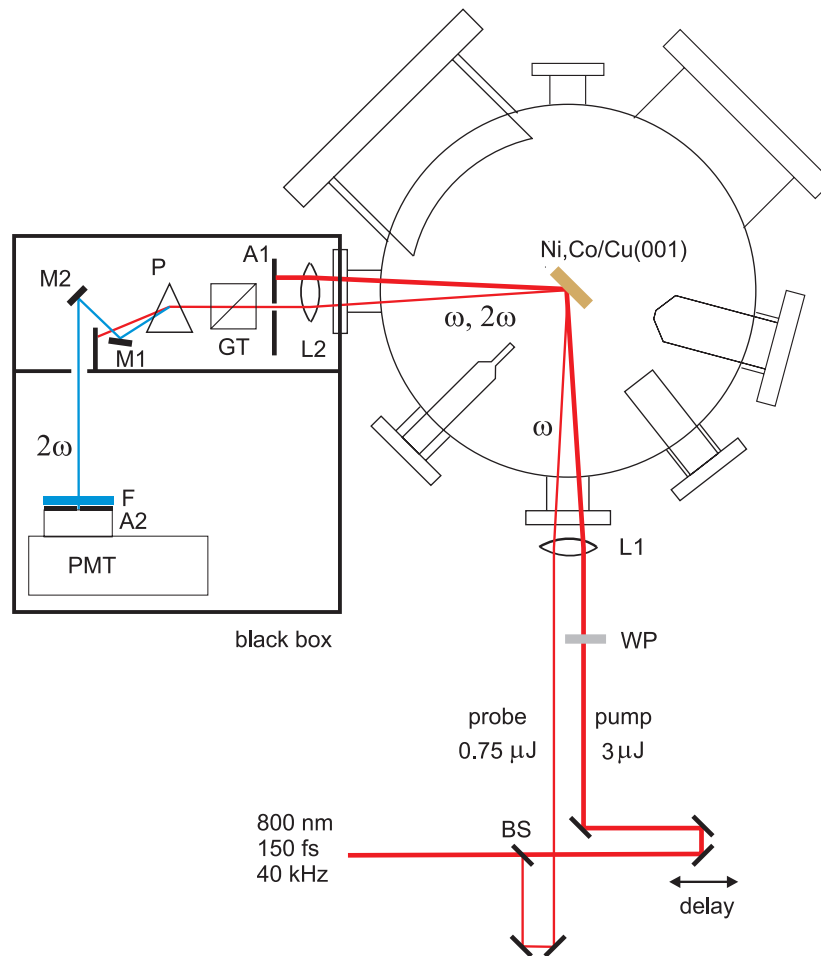 Ni,Co/Cu(001)
A1
P
M2
ω, 2ω
GT
L2
M1
ω
2ω
F
A2
L1
PMT
black box
WP
probe
pump
0.75 μJ
3 μJ
800 nm
BS
150 fs
40 kHz
delay